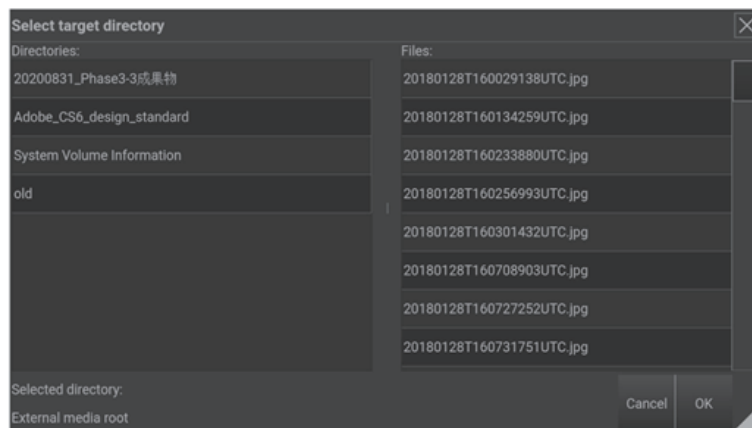 Select target directory
Directories:
20200831_Phase3-3成果物
Adobe_CS6_design_standard
System Volume Information
old
Files:
20180128T160029138UTC.jpg
20180128T160134259UTC.jpg
20180128T160233880UTC.jpg
20180128T160256993UTC.jpg
20180128T160301432UTC.jpg
20180128T160708903UTC.jpg
20180128T160727252UTC.jpg
20180128T160731751UTC.jpg
Selected directory:
External media root
Cancel
OK